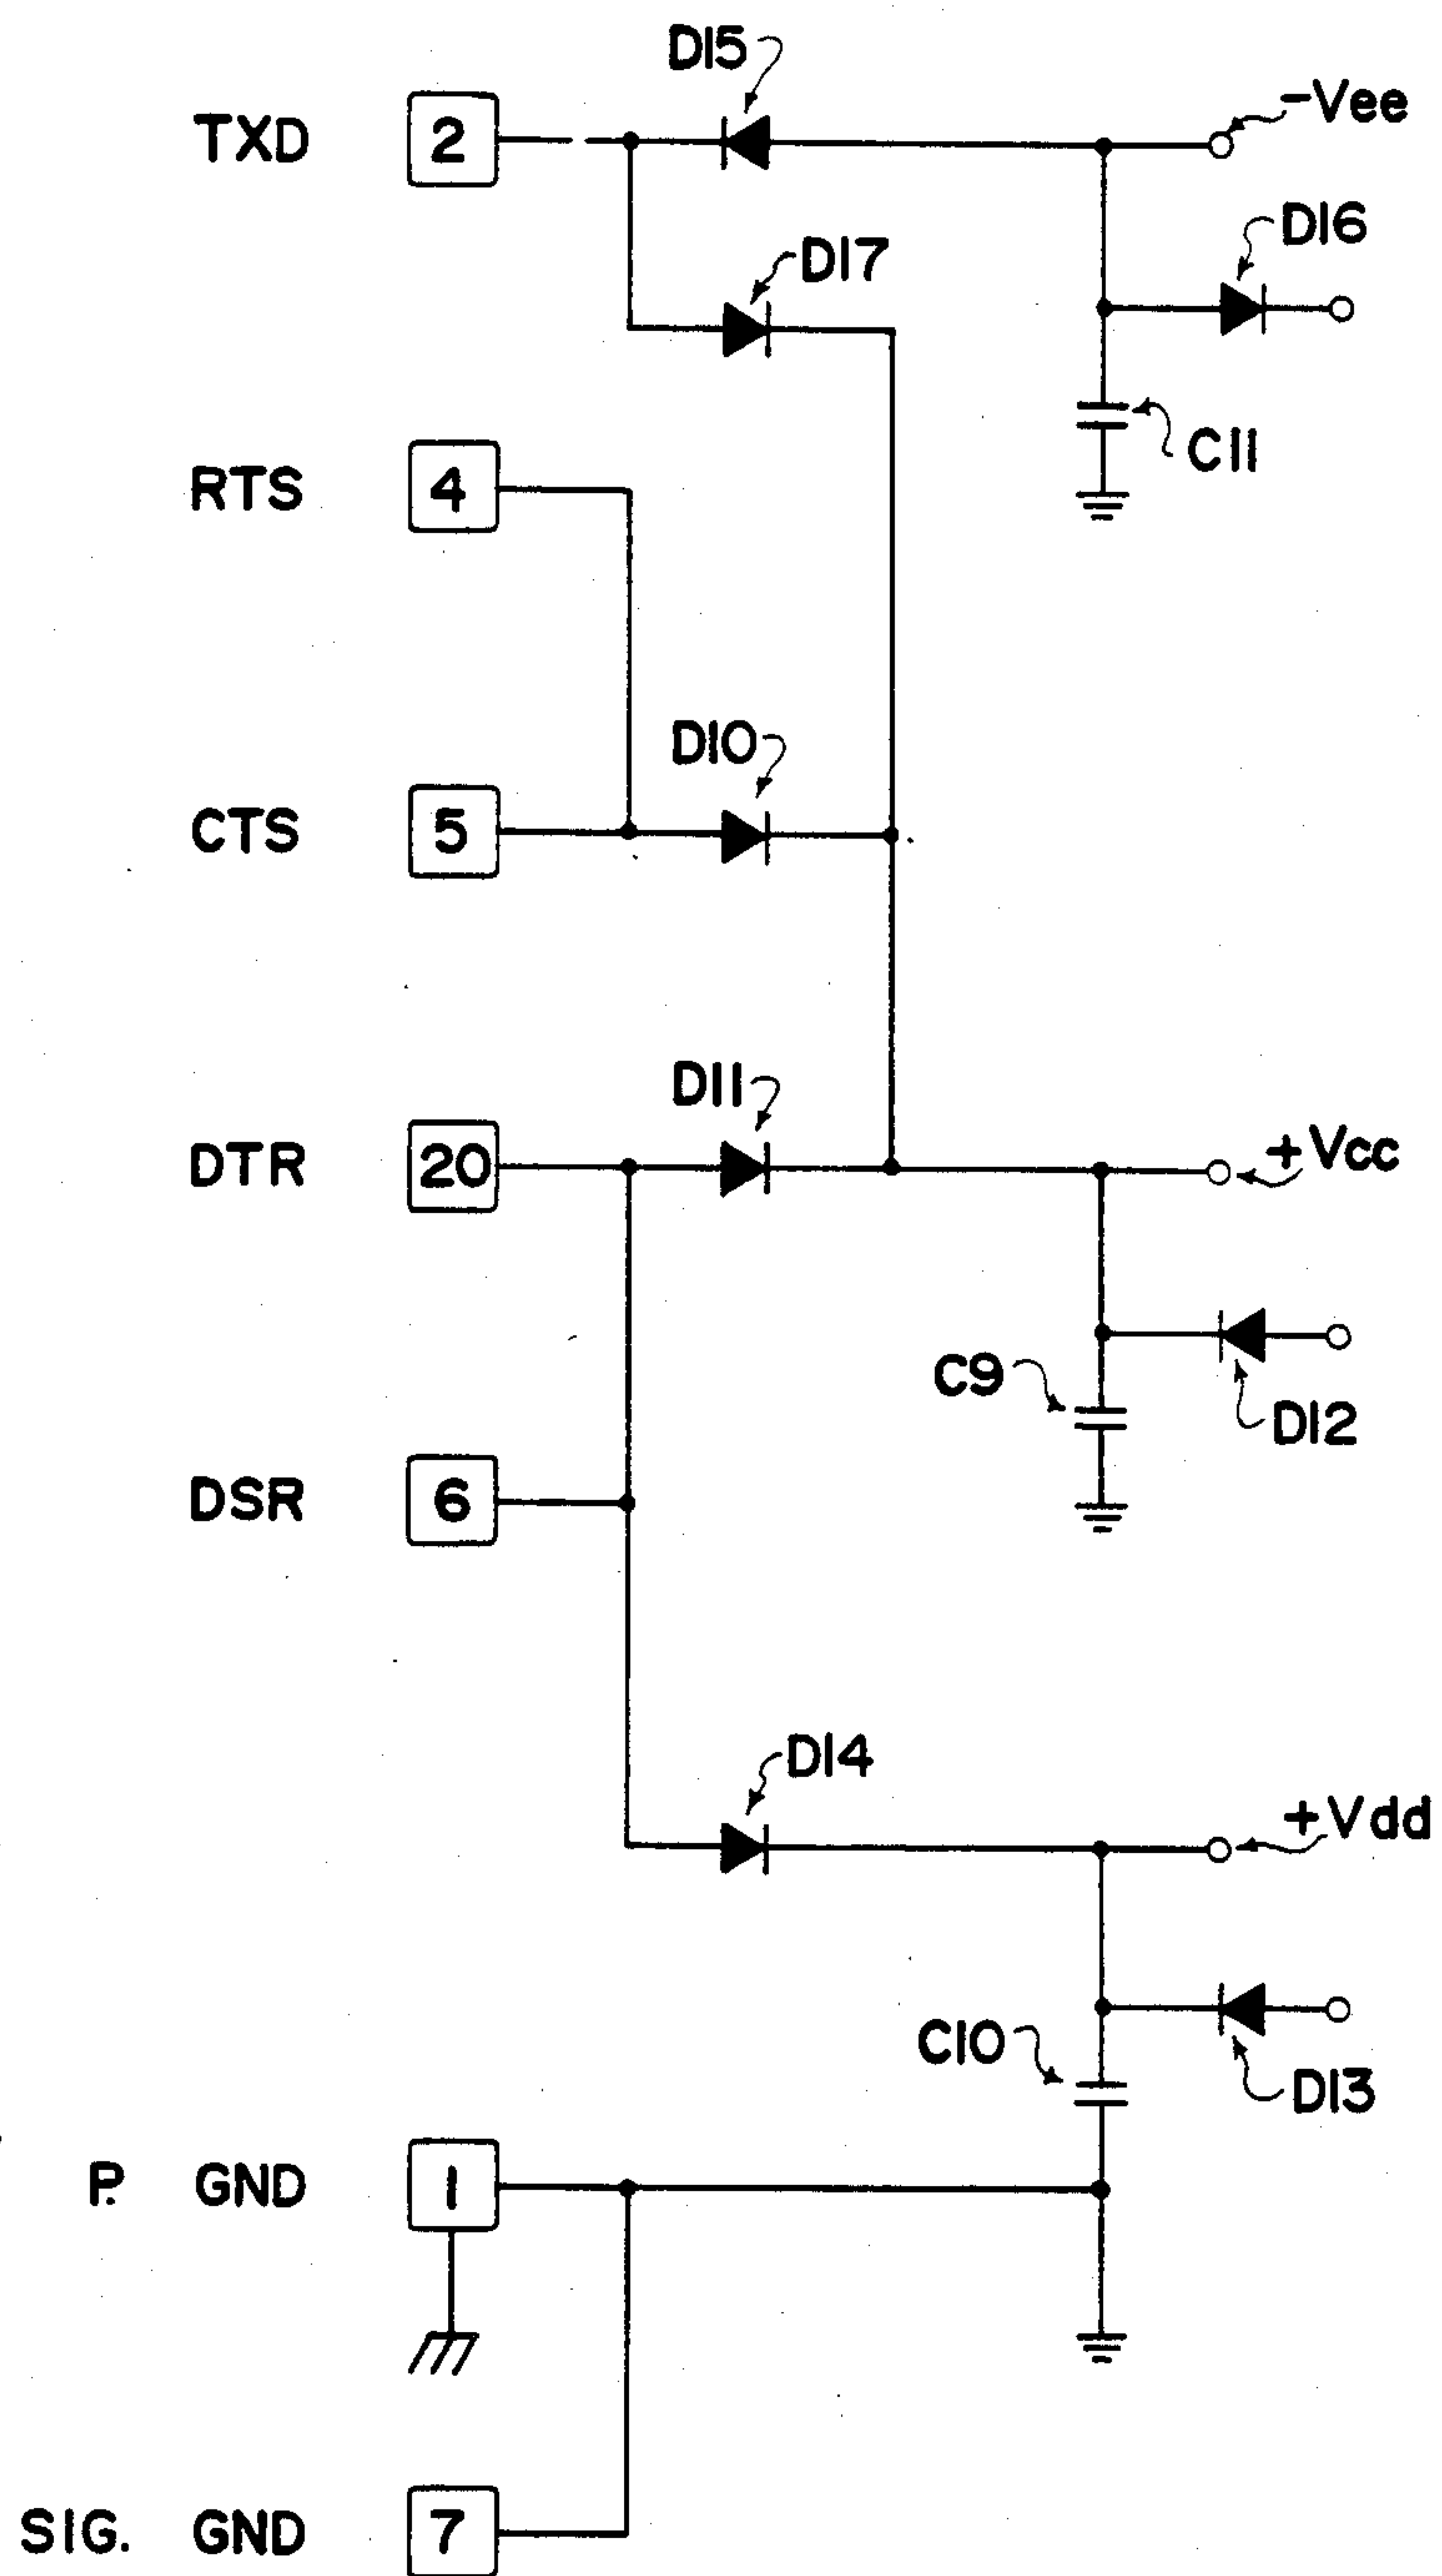 D15
TXD 2 -Vee
D16
D17
C11
RTS 4
D10
CTS 5
D11
DTR 20 +Vcc
C9
D12
DSR 6
D14
+Vdd
C10
D13
P. GND 1
SIG. GND 7